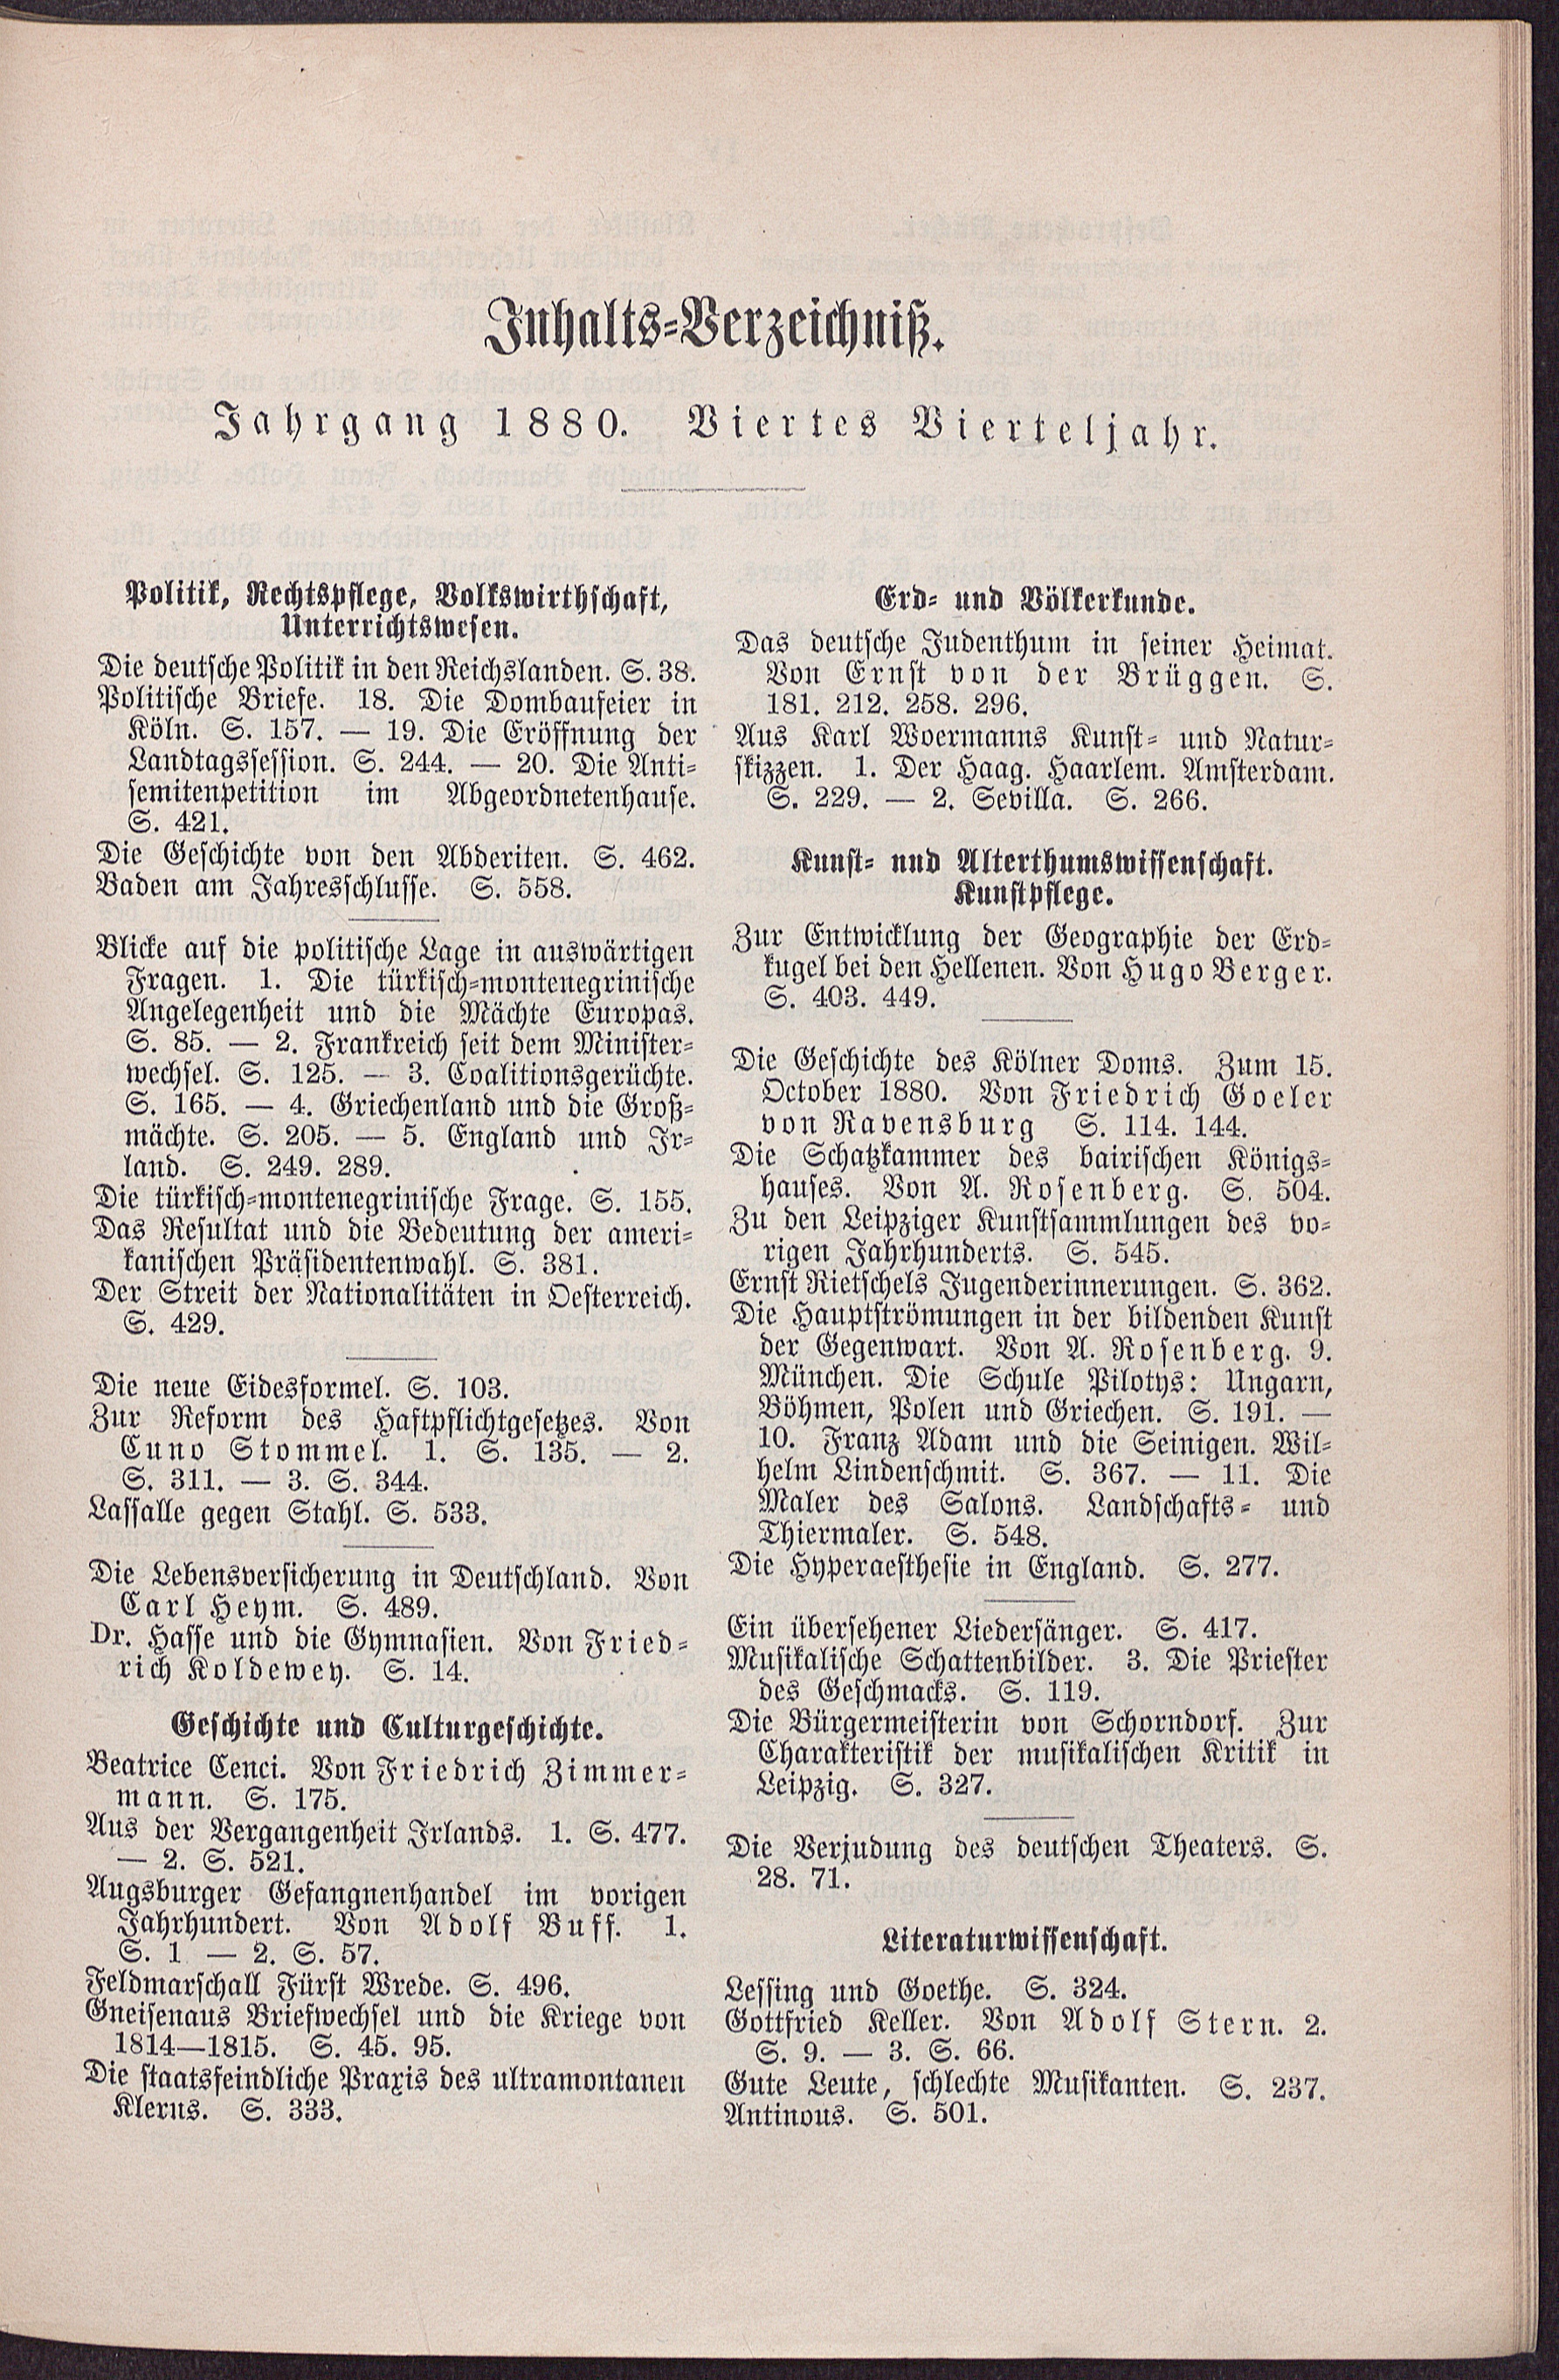 Inhalts-Verzeichniß.
Jahrgang 1880. Viertes Vierteljahr.
Politik, Rechtspflege, Volkswirthschaft,
Unterrichtswesen.
Die deutsche Politik in den Reichslanden. S. 38.
Politische Briefe. 18. Die Dombaufeier in
Köln. S. 157. — 19. Die Eröffnung der
Landtagssession. S. 244. — 20. Die Anti-
semitenpetition im Abgeordnetenhause.
S. 421.
Die Geschichte von den Abderiten. S. 462.
Baden am Jahresschlusse. S. 558.
Blicke auf die politische Lage in auswärtigen
Fragen. 1. Die türkisch-montenegrinische
Angelegenheit und die Mächte Europas.
S. 85. — 2. Frankreich seit dem Minister-
wechsel. S. 125. — 3. Coalitionsgerüchte.
S. 165. — 4. Griechenland und die Groß-
mächte. S. 205. — 5. England und Ir-
land. S. 249. 289.
Die türkisch-montenegrinische Frage. S. 155.
Das Resultat und die Bedeutung der ameri-
kanischen Präsidentenwahl. S. 381.
Der Streit der Nationalitäten in Oesterreich.
S. 429.
Die neue Eidesformel. S. 103.
Zur Reform des Haftpflichtgesetzes. Von
Cuno Stommel. 1. S. 135. — 2.
S. 311. — 3. S. 344.
Lassalle gegen Stahl. S. 533.
Die Lebensversicherung in Deutschland. Von
Carl Heym. S. 489.
Dr. Hasse und die Gymnasien. Von Fried-
rich Koldewey. S. 14.
Geschichte und Culturgeschichte.
Beatrice Cenci. Von Friedrich Zimmer-
mann. S. 175.
Aus der Vergangenheit Irlands. 1. S. 477.
— 2. S. 521.
Augsburger Gefangnenhandel im vorigen
Jahrhundert. Von Adolf Buff. 1.
S. 1 — 2. S. 57.
Feldmarschall Fürst Wrede. S. 496.
Gneisenaus Briefwechsel und die Kriege von
1814—1815. S. 45. 95.
Die staatsfeindliche Praxis des ultramontanen
Klerus. S. 333.
Erd- und Völkerkunde.
Das deutsche Judenthum in seiner Heimat.
Von Ernst von der Brüggen. S.
181. 212. 258. 296.
Aus Karl Woermanns Kunst- und Natur-
skizzen. 1. Der Haag. Haarlem. Amsterdam.
S. 229. — 2. Sevilla. S. 266.
Kunst- und Alterthumswissenschaft.
Kunstpflege.
Zur Entwicklung der Geographie der Erd-
kugel bei den Hellenen. Von Hugo Berger.
S. 403. 449.
Die Geschichte des Kölner Doms. Zum 15.
October 1880. Von Friedrich Goeler
von Ravensburg S. 114. 144.
Die Schatzkammer des bairischen Königs-
hauses. Von A. Rosenberg. S. 504.
Zu den Leipziger Kunstsammlungen des vo-
rigen Jahrhunderts. S. 545.
Ernst Rietschels Jugenderinnerungen. S. 362.
Die Hauptströmungen in der bildenden Kunst
der Gegenwart. Von A. Rosenberg. 9.
München. Die Schule Pilotys: Ungarn,
Böhmen, Polen und Griechen. S. 191. —
10. Franz Adam und die Seinigen. Wil-
helm Lindenschmit. S. 367. — 11. Die
Maler des Salons. Landschafts- und
Thiermaler. S. 548.
Die Hyperaesthesie in England. S. 277.
Ein übersehener Liedersänger. S. 417.
Musikalische Schattenbilder. 3. Die Priester
des Geschmacks. S. 119.
Die Bürgermeisterin von Schorndorf. Zur
Charakteristik der musikalischen Kritik in
Leipzig. S. 327.
Die Verjudung des deutschen Theaters. S.
28. 71.
Literaturwissenschaft.
Lessing und Goethe. S. 324.
Gottfried Keller. Von Adolf Stern. 2.
S. 9. — 3. S. 66.
Gute Leute, schlechte Musikanten. S. 237.
Antinous. S. 501.